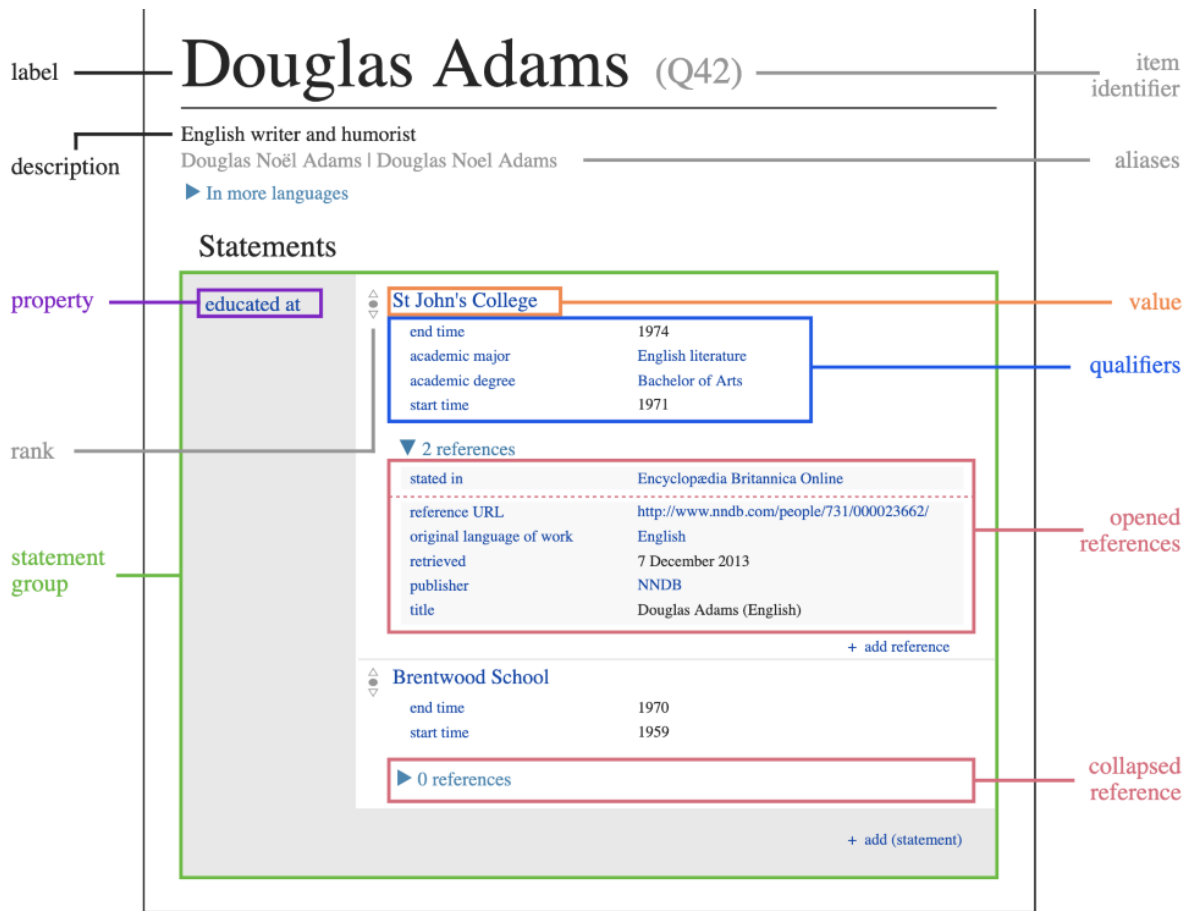 label
Douglas Adams (Q42)
item
identifier
English writer and humorist
description
Douglas Noël Adams | Douglas Noel Adams
aliases
In more languages
Statements
property
educated at
St John's College
value
end time 1974
academic major English literature
qualifiers
academic degree Bachelor of Arts
start time 1971
rank
2 references
stated in Encyclopædia Britannica Online
reference URL http://www.nndb.com/people/731/000023662/
opened
references
original language of work English
retrieved 7 December 2013
statement
group
publisher NNDB
title Douglas Adams (English)
+ add reference
Brentwood School
end time 1970
start time 1959
0 references
collapsed
reference
+ add (statement)